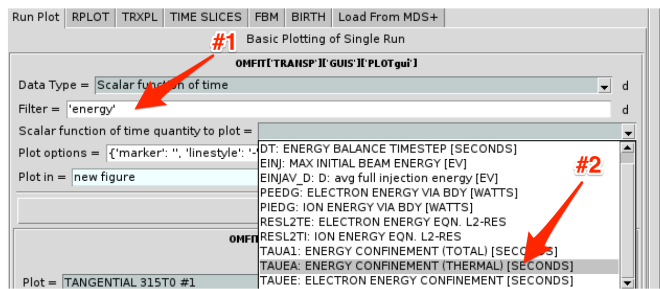 Run Plot RPLOT TRXPL TIME SLICES FBM BIRTH Load From MDS+
#1
Basic Plotting of Single Run
OMFIT['TRANSP']['GUIS']['PLOTgui']
Data Type = Scalar function of time d
Filter = 'energy' d
Scalar function of time quantity to plot =
Plot options = {'marker': '', 'linestyle': '-
DT: ENERGY BALANCE TIMESTEP [SECONDS]
#2
EINJ: MAX INITIAL BEAM ENERGY [EV]
Plot in = new figure
EINJAV_D: D: avg full injection energy [EV]
PEEDG: ELECTRON ENERGY VIA BDY [WATTS]
PIEDG: ION ENERGY VIA BDY [WATTS]
RESL2TE: ELECTRON ENERGY EQN. L2-RES
OMFI
RESL2TI: ION ENERGY EQN. L2-RES
TAUA1: ENERGY CONFINEMENT (TOTAL) [SECONDS]
TAUEA: ENERGY CONFINEMENT (THERMAL) [SECONDS]
Plot = TANGENTIAL 315T0 #1
TAUEE: ELECTRON ENERGY CONFINEMENT [SECONDS]